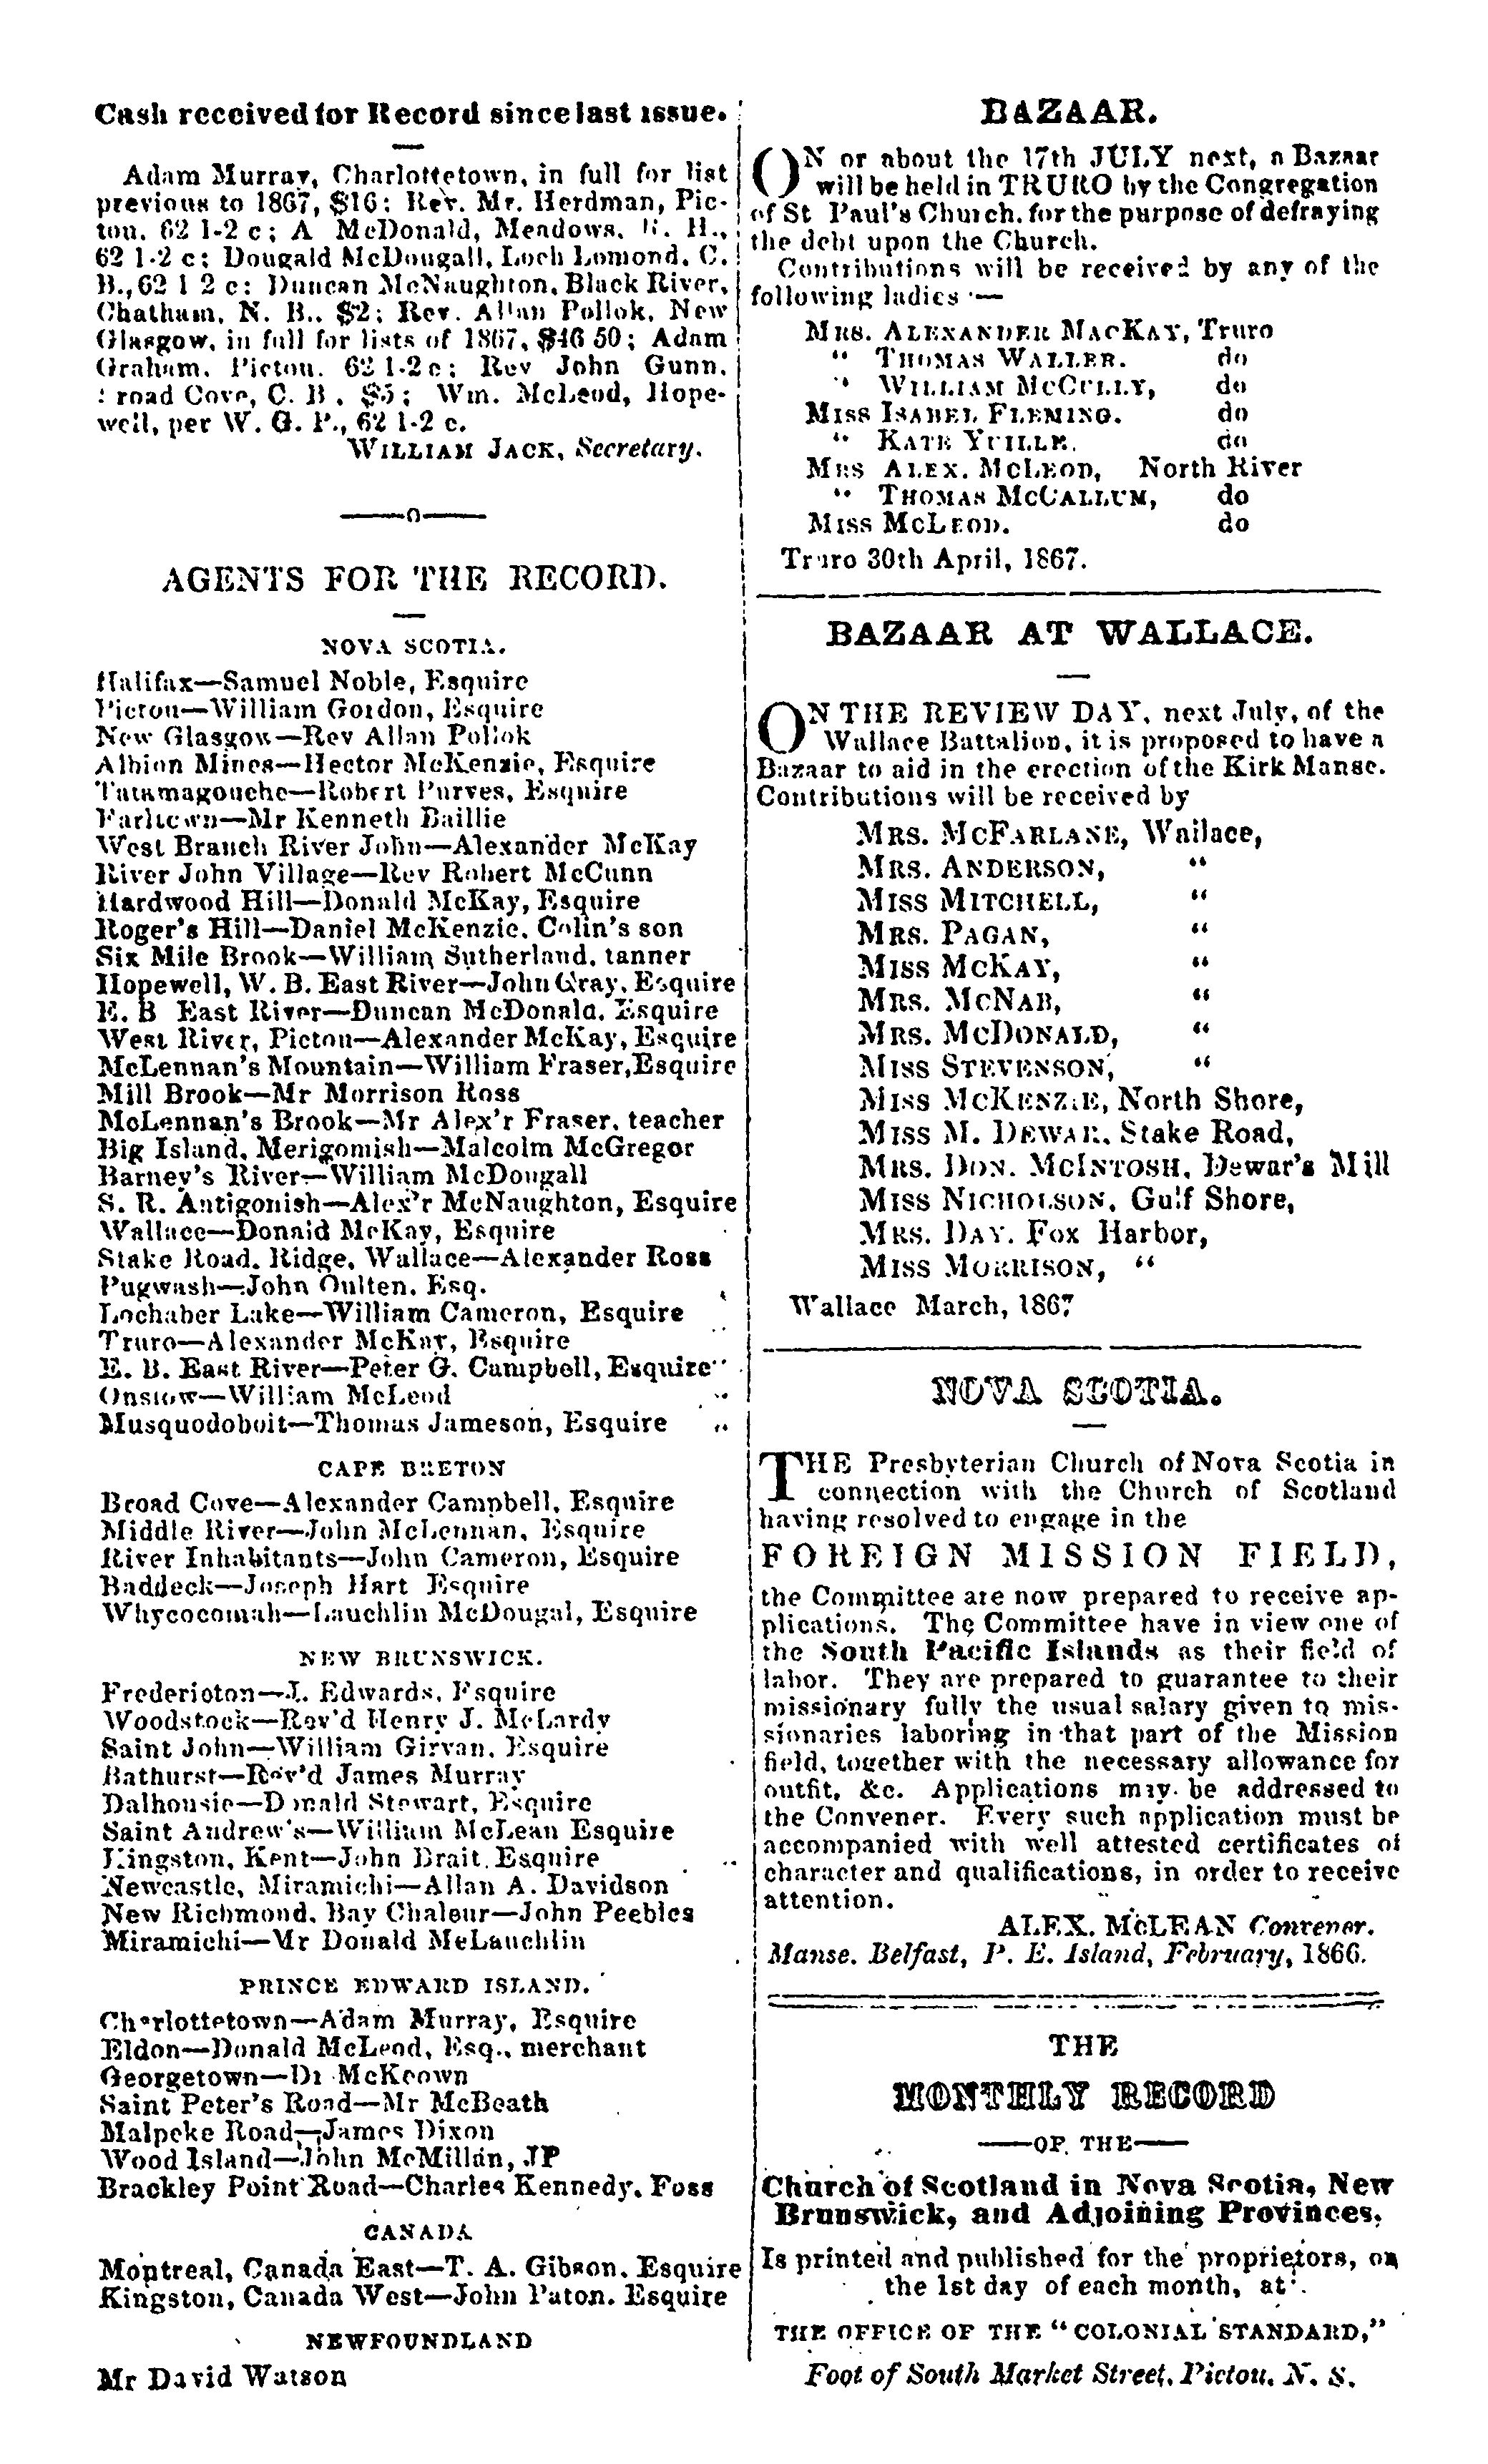 Cash received for Record since last issue.
Adam Murray, Charlottetown, in full for list
previous to 1867, $16; Rev. Mr. Herdman, Pic-
tou, 62 1-2 c; A McDonald, Meadows, H.,
62 1-2 c; Dougald McDougall, Loch Lomond, C.
B., 62 1 2 c; Duncan McNaughton, Black River,
Chatham, N. B., $2; Rev. Allan Pollok, New
Glasgow, in full for lists of 1867, $46 50; Adam
Graham, Pictou, 62 1-2 c; Rev John Gunn,
road Cove, C. B., $5; Wm. McLeod, Hope-
well, per W. G. P., 62 1-2 c.
WILLIAM JACK, Secretary.
AGENTS FOR THE RECORD.
NOVA SCOTIA.
Halifax—Samuel Noble, Esquire
Pictou—William Gordon, Esquire
New Glasgow—Rev Allan Pollok
Albion Mines—Hector McKenzie, Esquire
Tatamagouche—Robert Purves, Esquire
Earltown—Mr Kenneth Baillie
West Branch River John—Alexander McKay
River John Village—Rev Robert McCunn
Hardwood Hill—Donald McKay, Esquire
Roger's Hill—Daniel McKenzie, Colin's son
Six Mile Brook—William Sutherland, tanner
Hopewell, W. B. East River—John Gray, Esquire
E. B East River—Duncan McDonald, Esquire
West River, Pictou—Alexander McKay, Esquire
McLennan's Mountain—William Fraser, Esquire
Mill Brook—Mr Morrison Ross
McLennan's Brook—Mr Alex'r Fraser, teacher
Big Island, Merigomish—Malcolm McGregor
Barney's River—William McDougall
S. R. Antigonish—Alex'r McNaughton, Esquire
Wallace—Donald McKay, Esquire
Stake Road, Ridge, Wallace—Alexander Ross
Pugwash—John Oulten, Esq.
Lochaber Lake—William Cameron, Esquire
Truro—Alexander McKay, Esquire
E. B. East River—Peter G. Campbell, Esquire
Onslow—William McLeod
Musquodoboit—Thomas Jameson, Esquire
CAPE BRETON
Broad Cove—Alexander Campbell, Esquire
Middle River—John McLennan, Esquire
River Inhabitants—John Cameron, Esquire
Baddeck—Joseph Hart Esquire
Whycocomah—Lauchlin McDougal, Esquire
NEW BRUNSWICK.
Frederioton—J. Edwards, Esquire
Woodstock—Rev'd Henry J. McLardy
Saint John—William Girvan, Esquire
Bathurst—Rev'd James Murray
Dalhousie—Donald Stewart, Esquire
Saint Andrew's—William McLean Esquire
Kingston, Kent—John Brait, Esquire
Newcastle, Miramichi—Allan A. Davidson
New Richmond, Bay Chaleur—John Peebles
Miramichi—Mr Donald McLauchlin
PRINCE EDWARD ISLAND.
Charlottetown—Adam Murray, Esquire
Eldon—Donald McLeod, Esq., merchant
Georgetown—Dr McKeown
Saint Peter's Road—Mr McBeath
Malpeke Road—James Dixon
Wood Island—John McMillan, JP
Brackley Point Road—Charles Kennedy, Foss
CANADA
Montreal, Canada East—T. A. Gibson, Esquire
Kingston, Canada West—John Paton, Esquire
NEWFOUNDLAND
Mr David Watson
BAZAAR.
ON or about the 17th JULY next, a Bazaar
will be held in TRURO by the Congregation
of St Paul's Church, for the purpose of defraying
the debt upon the Church.
Contributions will be received by any of the
following ladies :—
MRS. ALEXANDER MACKAY, Truro
" THOMAS WALLER. do
" WILLIAM MCCULLY, do
MISS ISABEL FLEMING. do
" KATE YUILLE. do
MRS ALEX. MCLEOD, North River
" THOMAS MCCALLUM, do
MISS MCLEOD. do
Truro 30th April, 1867.
BAZAAR AT WALLACE.
ON THE REVIEW DAY, next July, of the
Wallace Battalion, it is proposed to have a
Bazaar to aid in the erection of the Kirk Manse.
Contributions will be received by
MRS. MCFARLANE, Wallace,
MRS. ANDERSON, "
MISS MITCHELL, "
MRS. PAGAN, "
MISS MCKAY, "
MRS. MCNAB, "
MRS. MCDONALD, "
MISS STEVENSON, "
MISS MCKENZIE, North Shore,
MISS M. DEWAR, Stake Road,
MRS. DON. MCINTOSH, Dewar's Mill
MISS NICHOLSON, Gulf Shore,
MRS. DAY. Fox Harbor,
MISS MORRISON, "
Wallace March, 1867
NOVA SCOTIA.
THE Presbyterian Church of Nova Scotia in
connection with the Church of Scotland
having resolved to engage in the
FOREIGN MISSION FIELD,
the Committee are now prepared to receive ap-
plications. The Committee have in view one of
the South Pacific Islands as their field of
labor. They are prepared to guarantee to their
missionary fully the usual salary given to mis-
sionaries laboring in that part of the Mission
field, together with the necessary allowance for
outfit, &c. Applications may be addressed to
the Convener. Every such application must be
accompanied with well attested certificates of
character and qualifications, in order to receive
attention.
ALEX. McLEAN Convener.
Manse, Belfast, P. E. Island, February, 1866.
THE
MONTHLY RECORD
—OF THE—
Church of Scotland in Nova Scotia, New
Brunswick, and Adjoining Provinces,
Is printed and published for the proprietors, on
the 1st day of each month, at
THE OFFICE OF THE "COLONIAL STANDARD,"
Foot of South Market Street, Pictou, N. S.